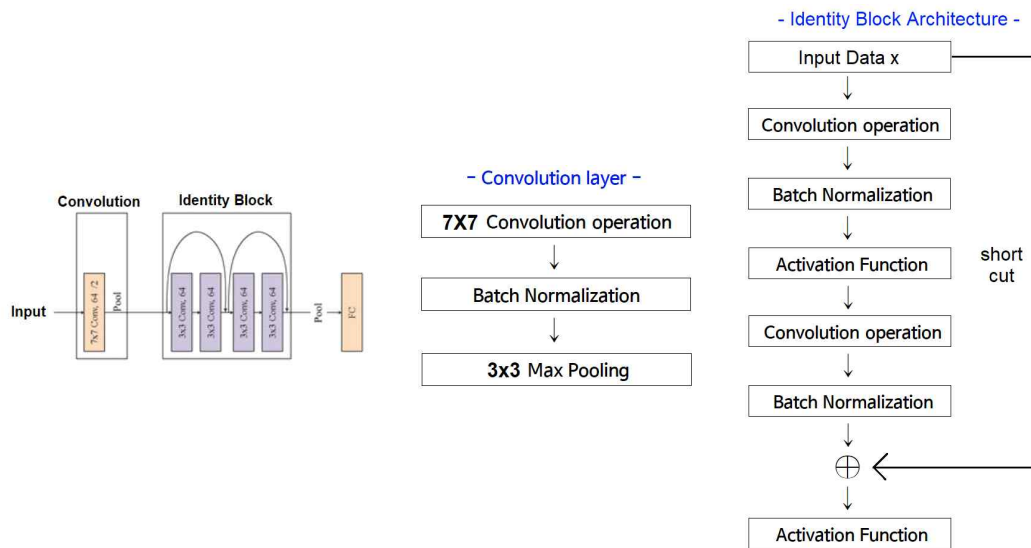 - Identity Block Architecture -
Input Data x
Convolution operation
Batch Normalization
Activation Function
short
cut
Convolution operation
Batch Normalization
Activation Function
- Convolution layer -
7X7 Convolution operation
Batch Normalization
3x3 Max Pooling
Convolution
Identity Block
Input
7x7 Conv, 64 /2
Pool
3x3 Conv, 64
3x3 Conv, 64
3x3 Conv, 64
3x3 Conv, 64
Pool
FC